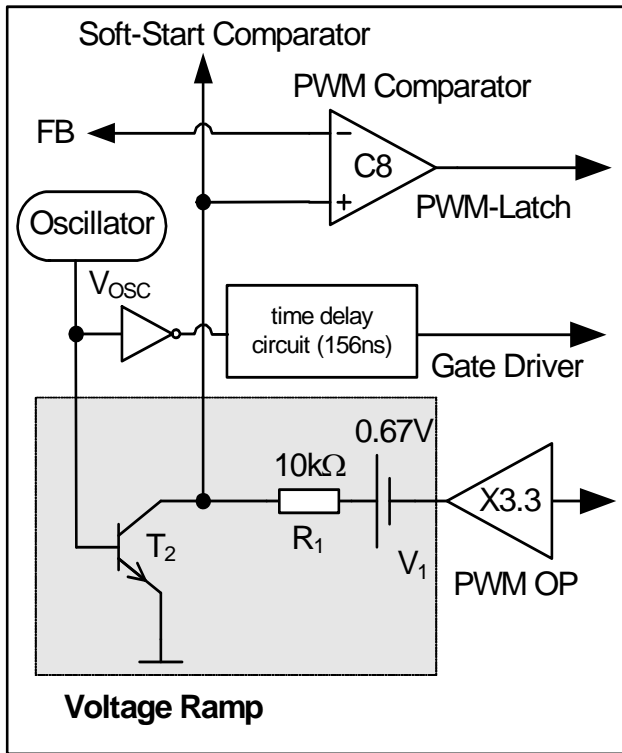 Soft-Start Comparator
PWM Comparator
FB
−
C8
+
PWM-Latch
Oscillator
VOSC
time delay
circuit (156ns)
Gate Driver
0.67V
10kΩ
X3.3
T2
R1
V1
PWM OP
Voltage Ramp